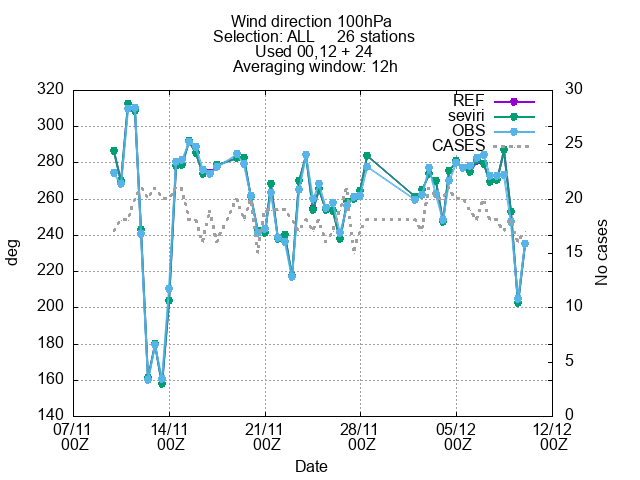 Wind direction 100hPa
Selection: ALL 26 stations
Used 00,12 + 24
Averaging window: 12h
320
300
280
260
240
220
200
180
160
140
deg
30
25
20
15
10
5
0
No cases
REF
seviri
OBS
CASES
07/11 14/11 21/11 28/11 05/12 12/12
00Z 00Z 00Z 00Z 00Z 00Z
Date